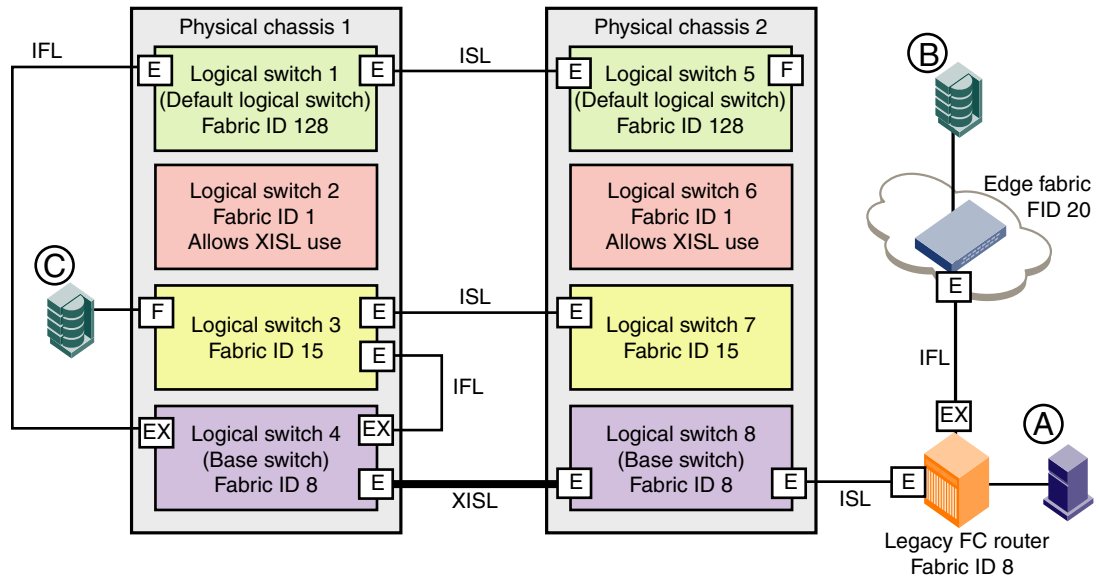 Physical chassis 1
Physical chassis 2
IFL
E
Logical switch 1
(Default logical switch)
Fabric ID 128
E
ISL
E
Logical switch 5
(Default logical switch)
Fabric ID 128
F
B
Logical switch 2
Fabric ID 1
Allows XISL use
Logical switch 6
Fabric ID 1
Allows XISL use
Edge fabric
FID 20
E
C
F
Logical switch 3
Fabric ID 15
E
E
ISL
E
Logical switch 7
Fabric ID 15
IFL
IFL
EX
Logical switch 4
(Base switch)
Fabric ID 8
EX
E
XISL
E
Logical switch 8
(Base switch)
Fabric ID 8
E
ISL
E
EX
A
Legacy FC router
Fabric ID 8